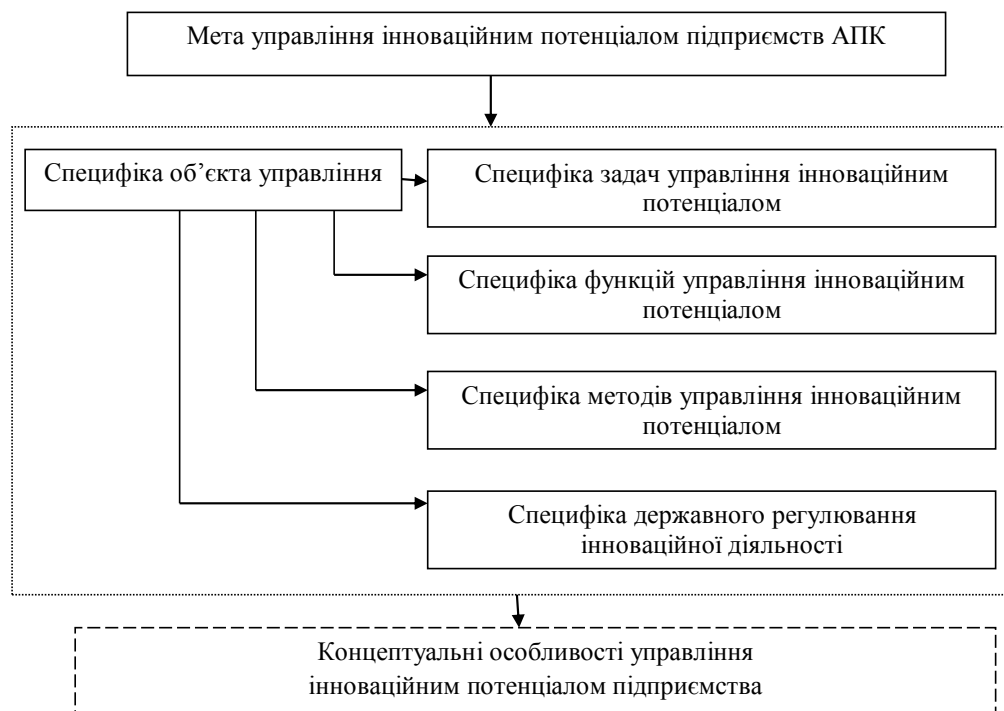 Мета управління інноваційним потенціалом підприємств АПК
Специфіка об’єкта управління
Специфіка задач управління інноваційним
потенціалом
Специфіка функцій управління інноваційним
потенціалом
Специфіка методів управління інноваційним
потенціалом
Специфіка державного регулювання
інноваційної діяльності
Концептуальні особливості управління
інноваційним потенціалом підприємства